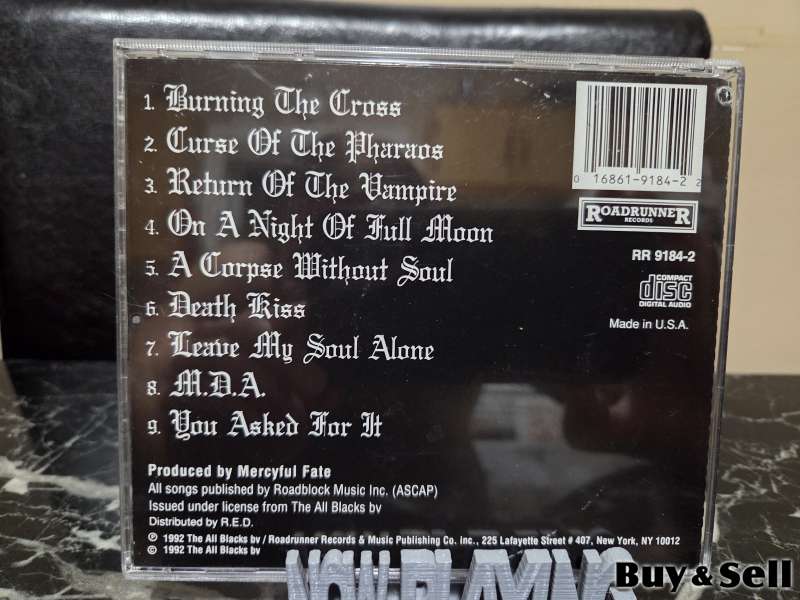 1. Burning The Cross
2. Curse Of The Pharaos
3. Return Of The Vampire
4. On A Night Of Full Moon
5. A Corpse Without Soul
6. Death Kiss
7. Leave My Soul Alone
8. M.D.A.
9. You Asked For It
0 16861-9184-2 2
ROADRUNNER
RECORDS
RR 9184-2
COMPACT
disc
DIGITAL AUDIO
Made in U.S.A.
Produced by Mercyful Fate
All songs published by Roadblock Music Inc. (ASCAP)
Issued under license from The All Blacks bv
Distributed by R.E.D.
℗ 1992 The All Blacks bv / Roadrunner Records & Music Publishing Co. inc., 225 Lafayette Street # 407, New York, NY 10012
© 1992 The All Blacks bv
NOW PLAYING
Buy & Sell